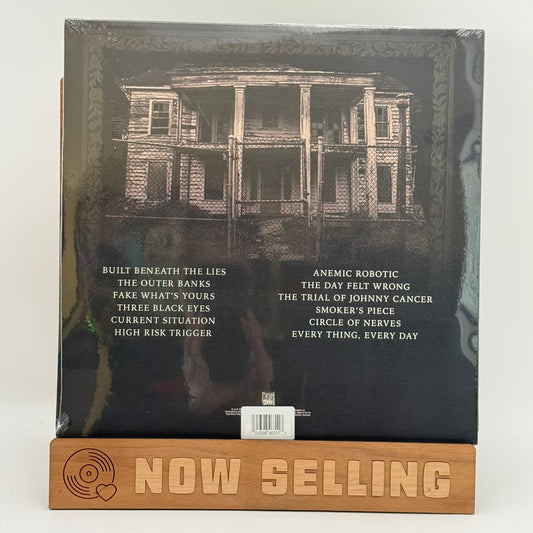 BUILT BENEATH THE LIES
THE OUTER BANKS
FAKE WHAT'S YOURS
THREE BLACK EYES
CURRENT SITUATION
HIGH RISK TRIGGER
ANEMIC ROBOTIC
THE DAY FELT WRONG
THE TRIAL OF JOHNNY CANCER
SMOKER'S PIECE
CIRCLE OF NERVES
EVERY THING, EVERY DAY
NOW SELLING